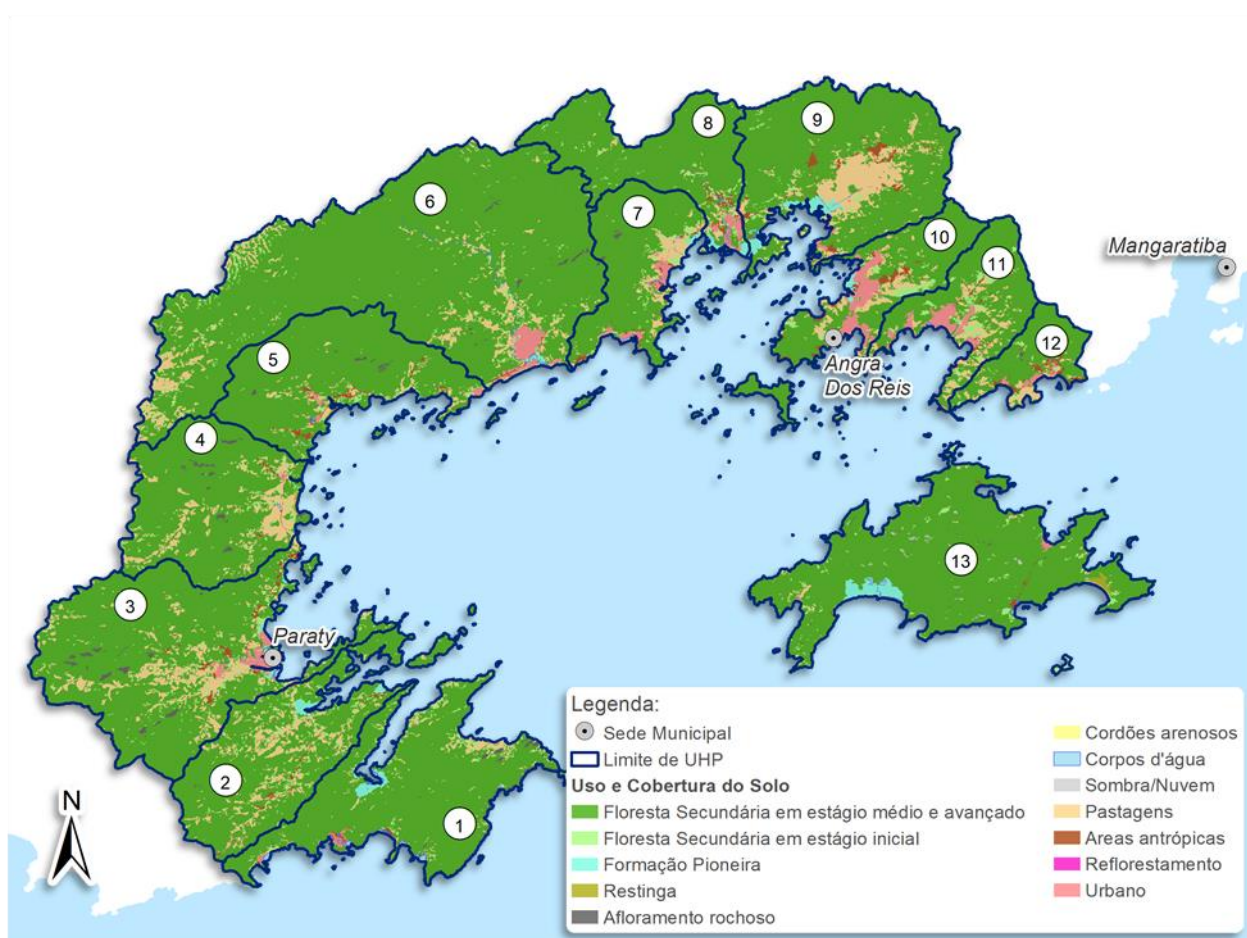 8
9
6
7
10
Mangaratiba
11
12
5
Angra
Dos Reis
4
13
3
Paratý
2
1
N
Legenda:
Sede Municipal
Limite de UHP
Uso e Cobertura do Solo
Floresta Secundária em estágio médio e avançado
Floresta Secundária em estágio inicial
Formação Pioneira
Restinga
Afloramento rochoso
Cordões arenosos
Corpos d'água
Sombra/Nuvem
Pastagens
Areas antrópicas
Reflorestamento
Urbano